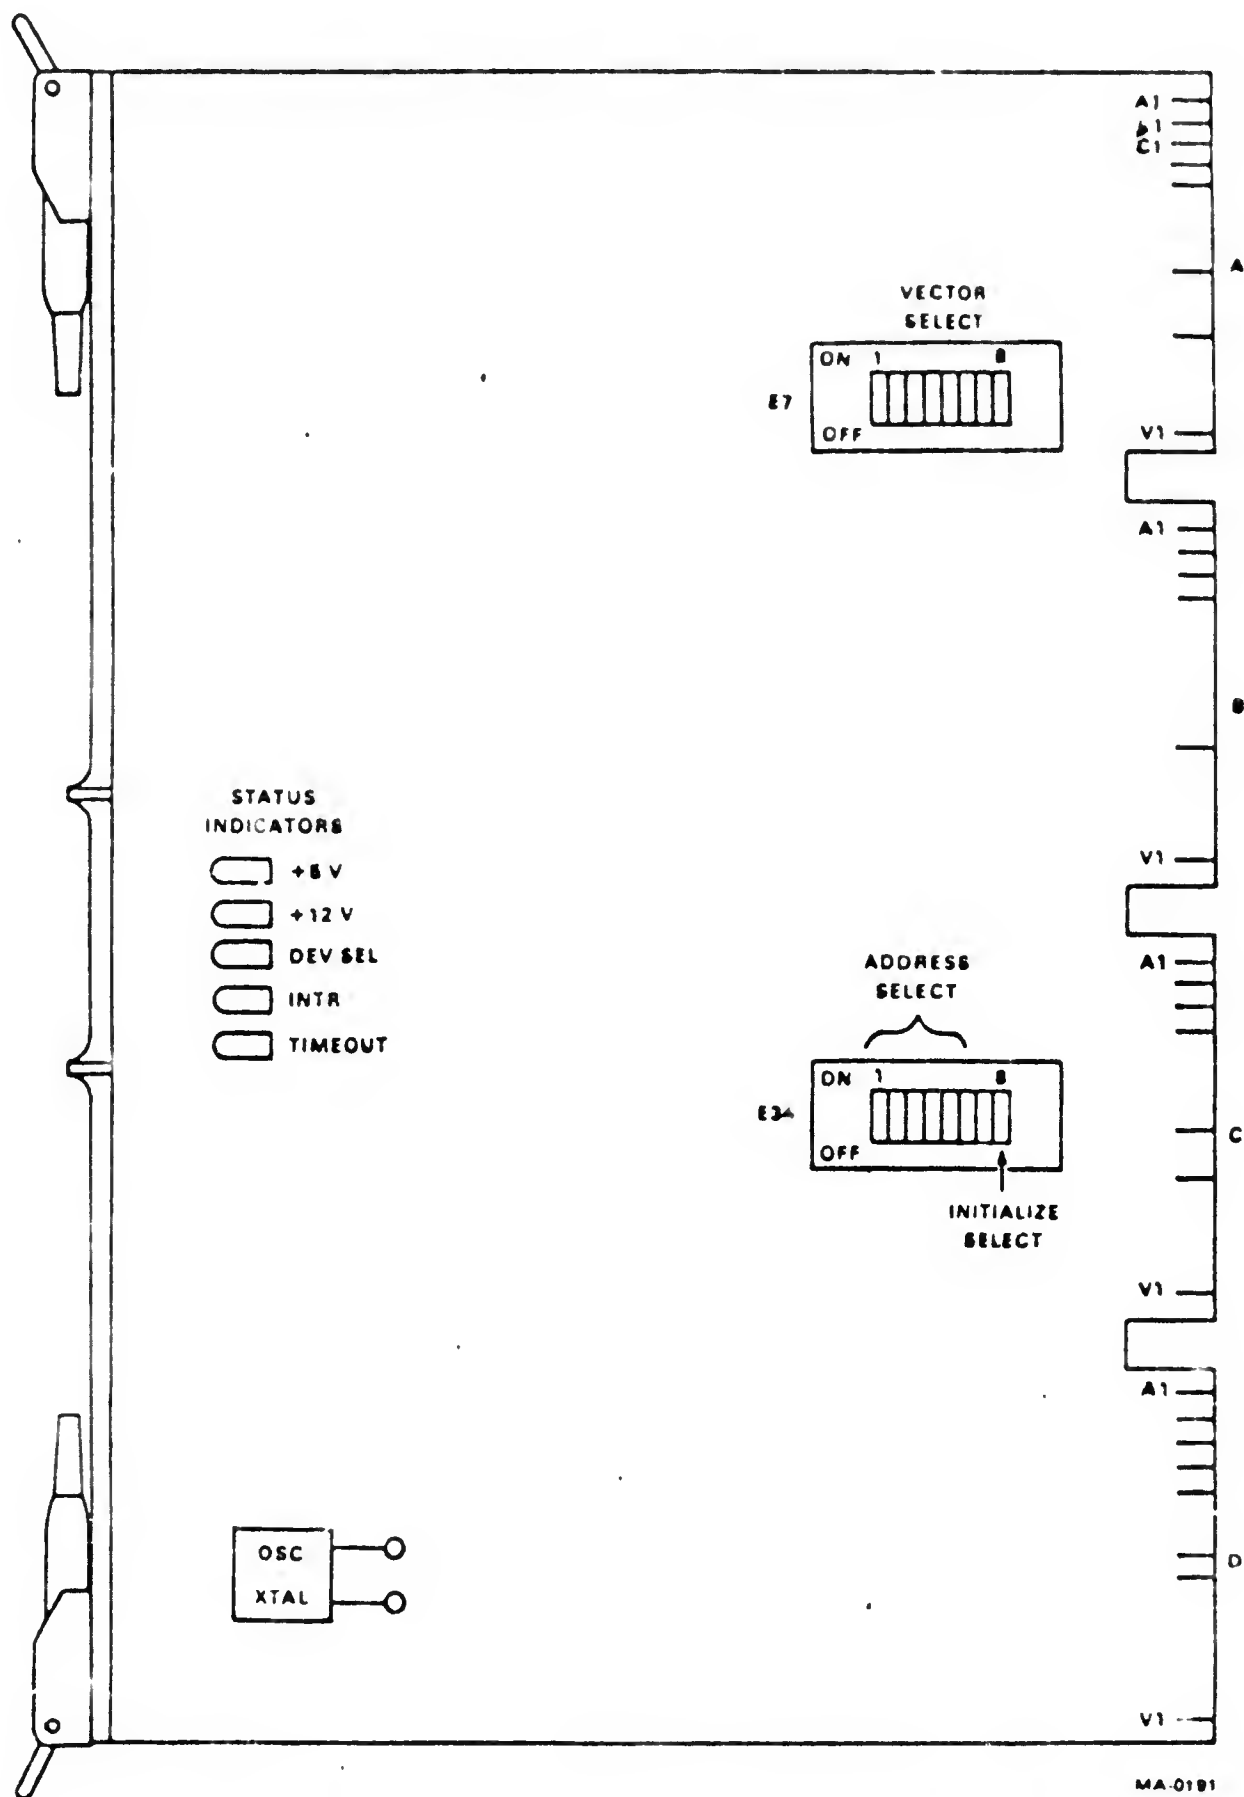 A1
B1
C1
A
VECTOR
SELECT
ON 1 8
E7
OFF
V1
A1
B
STATUS
INDICATORS
+5 V
+12 V
DEV SEL
INTR
TIMEOUT
V1
ADDRESS
SELECT
A1
ON 1 8
E34
OFF
C
INITIALIZE
SELECT
V1
A1
OSC
XTAL
D
V1
MA-0191